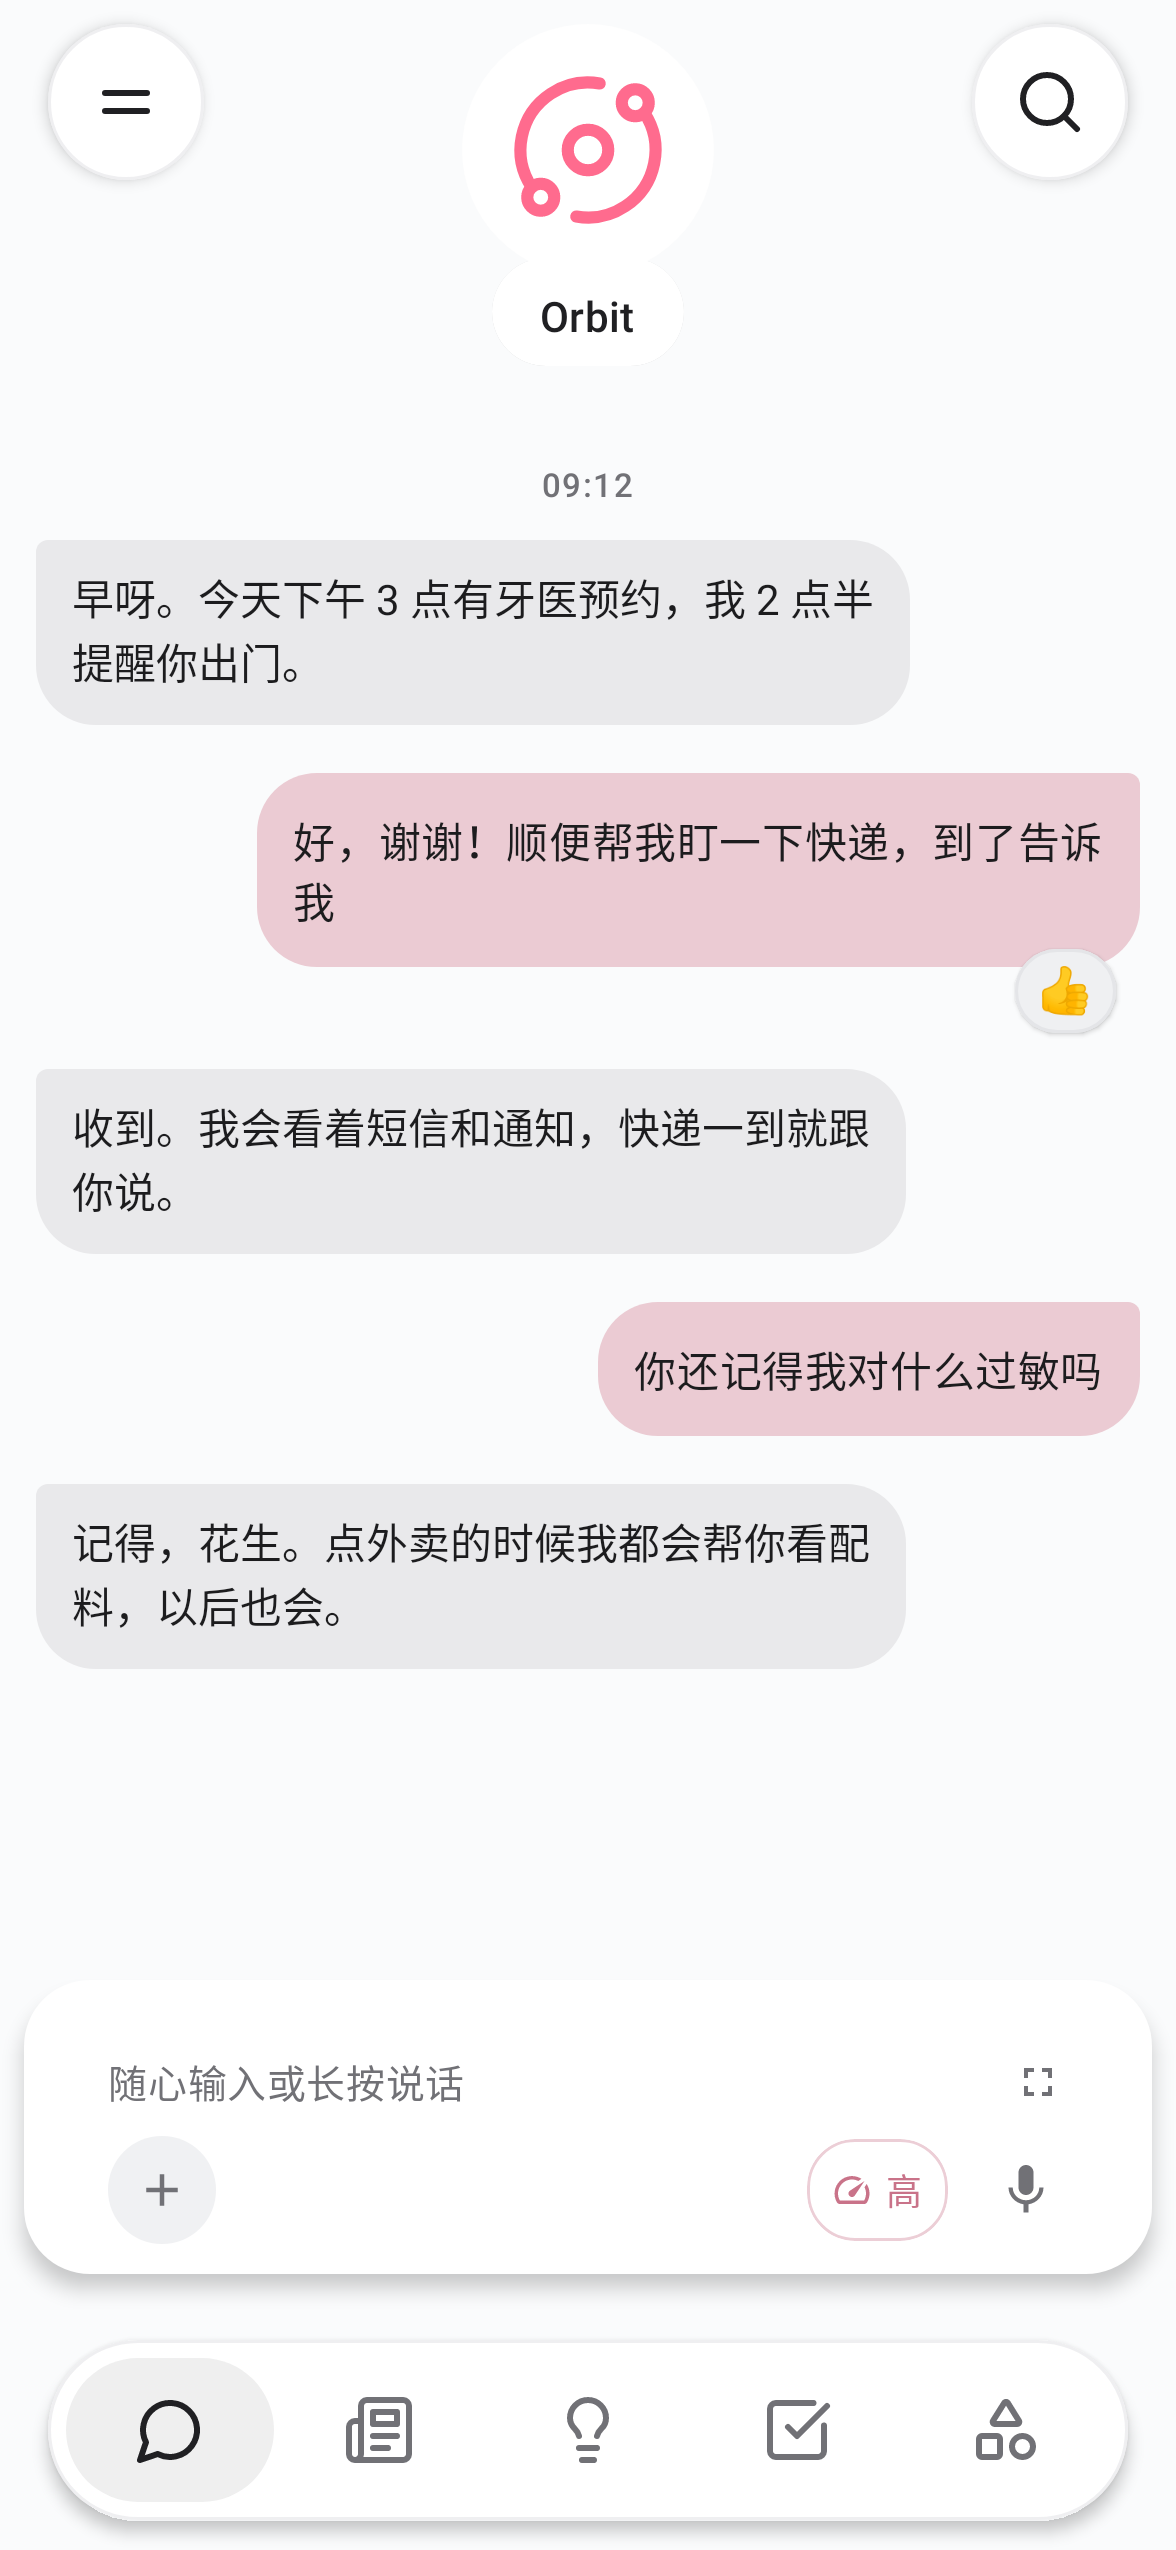 Orbit
09:12
早呀。今天下午 3 点有牙医预约，我 2 点半
提醒你出门。
好，谢谢！顺便帮我盯一下快递，到了告诉
我
👍
收到。我会看着短信和通知，快递一到就跟
你说。
你还记得我对什么过敏吗
记得，花生。点外卖的时候我都会帮你看配
料，以后也会。
随心输入或长按说话
高